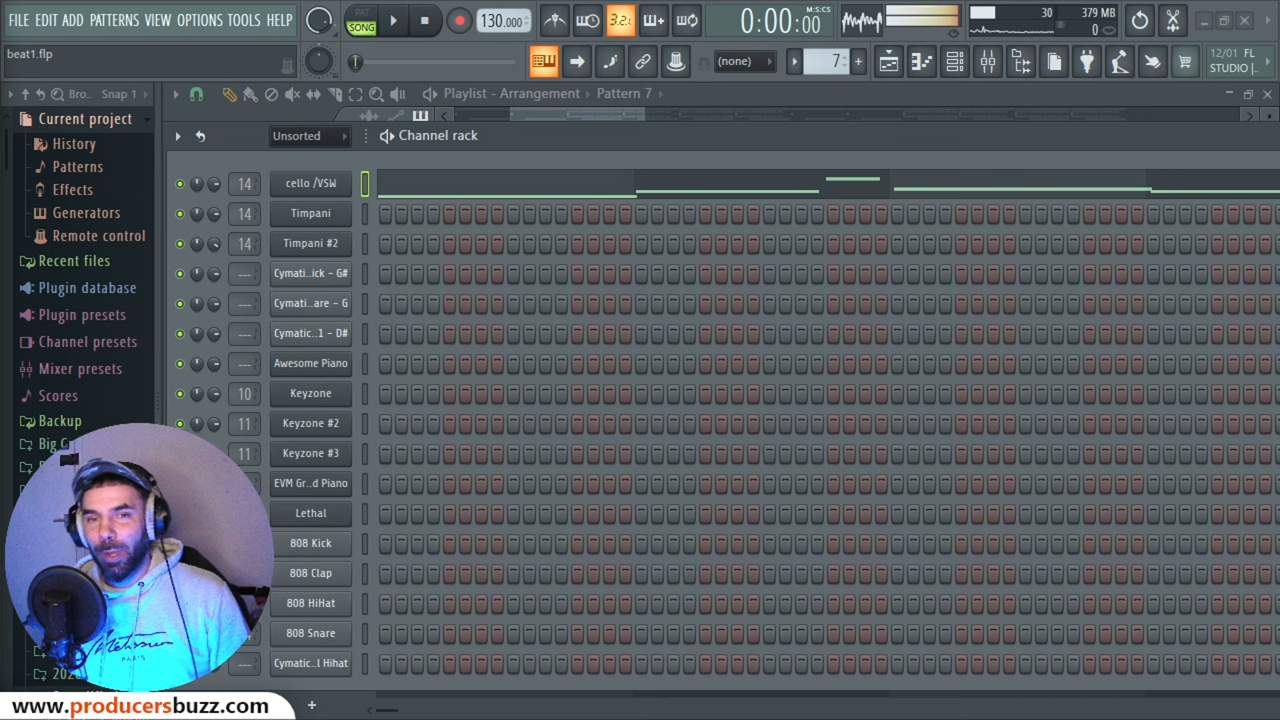 FILE EDIT ADD PATTERNS VIEW OPTIONS TOOLS HELP
PAT
SONG
130.000
3.2.
0:00:00
M:S:CS
30
379 MB
0
beat1.flp
(none)
7
12/01 FL
STUDIO |..
Bro..
Snap 1
Playlist - Arrangement
Pattern 7
Current project
Unsorted
Channel rack
History
Patterns
Effects
Generators
Remote control
Recent files
Plugin database
Plugin presets
Channel presets
Mixer presets
Scores
Backup
14 cello /VSW
14 Timpani
14 Timpani #2
--- Cymati..ick - G#
--- Cymati..are - G
--- Cymatic..1 - D#
--- Awesome Piano
10 Keyzone
11 Keyzone #2
11 Keyzone #3
EVM Gr..d Piano
Lethal
808 Kick
808 Clap
808 HiHat
808 Snare
--- Cymatic..l Hihat
PARIS
www.producersbuzz.com